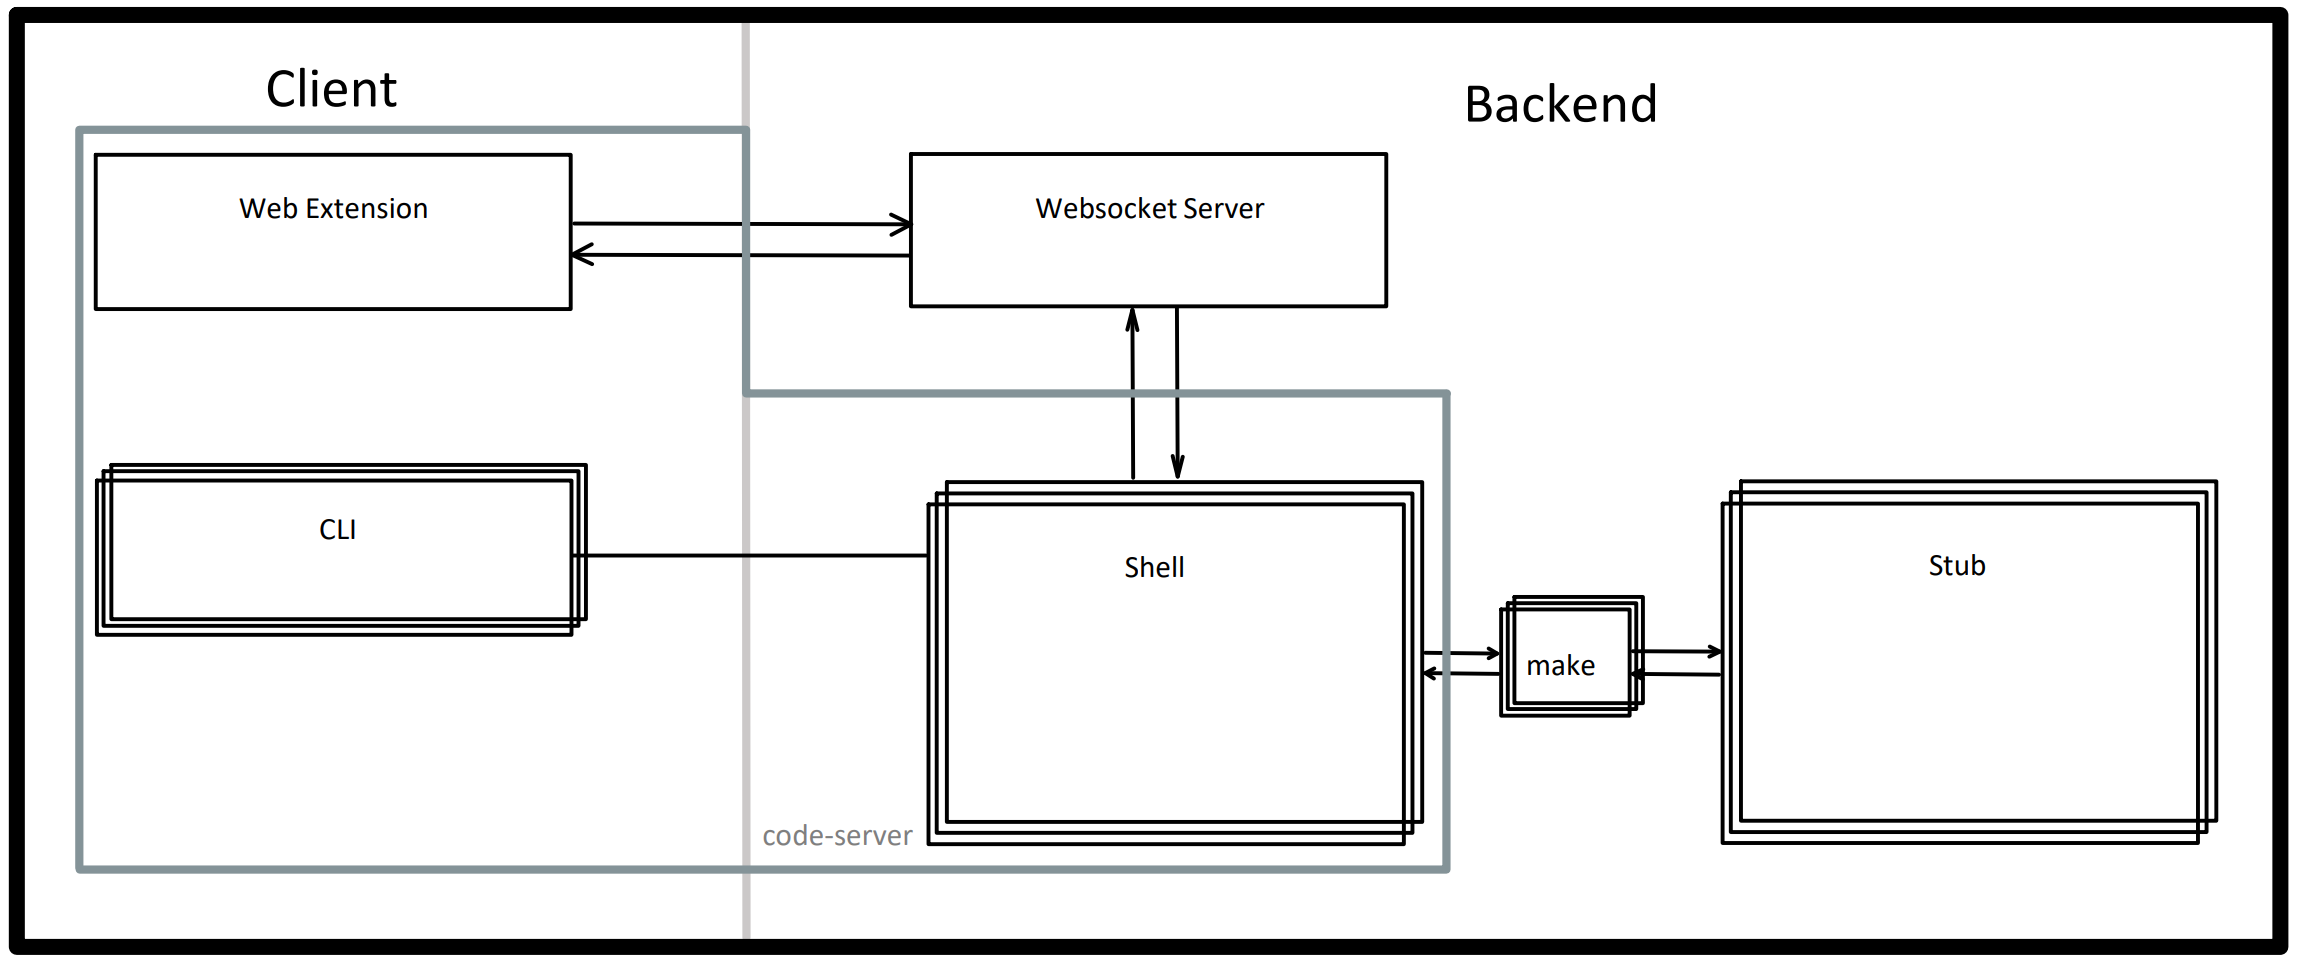 Client
Backend
Web Extension
Websocket Server
CLI
Shell
Stub
make
code-server